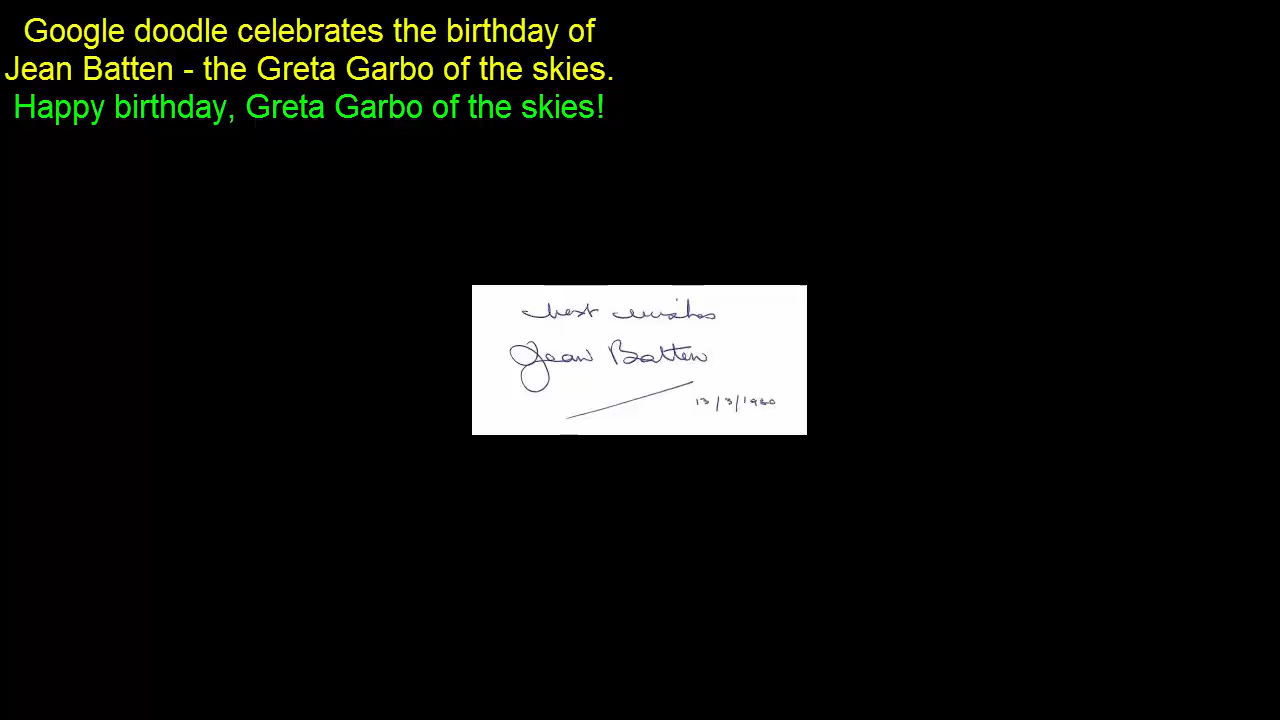 Google doodle celebrates the birthday of
Jean Batten - the Greta Garbo of the skies.
Happy birthday, Greta Garbo of the skies!
best wishes
Jean Batten
13/3/1980